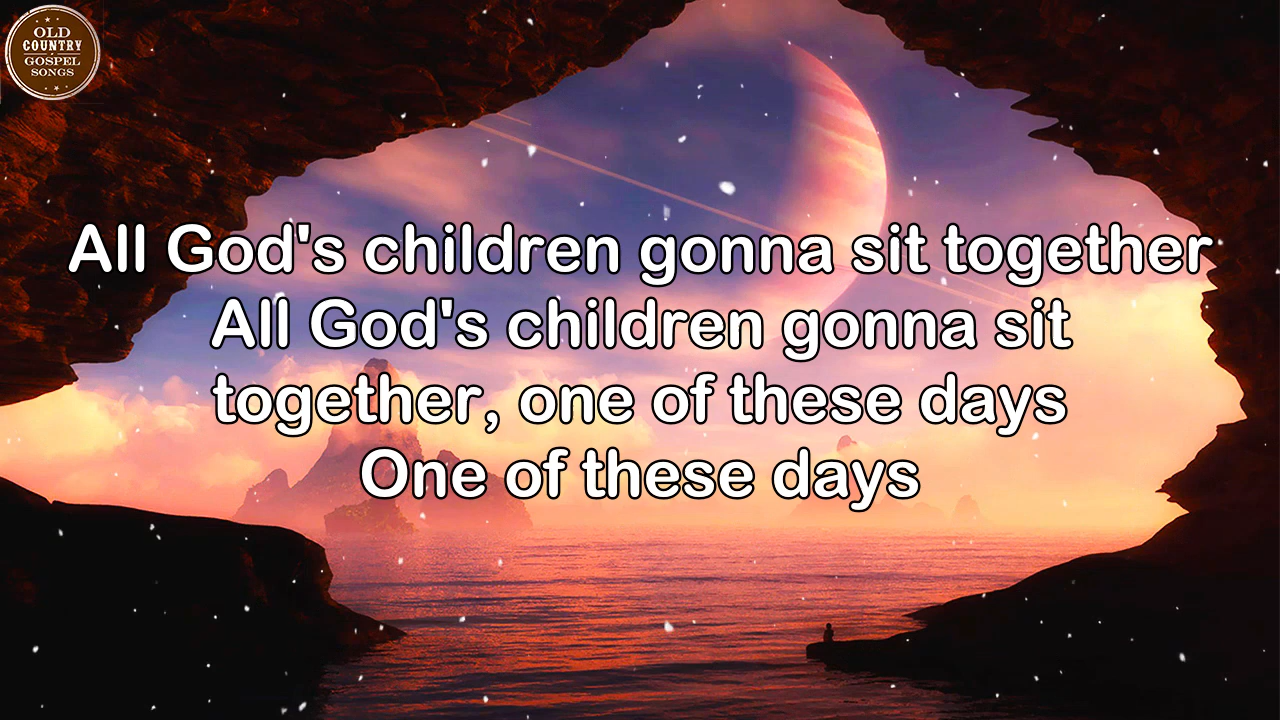 OLD
COUNTRY
GOSPEL
SONGS
All God's children gonna sit together
All God's children gonna sit
together, one of these days
One of these days